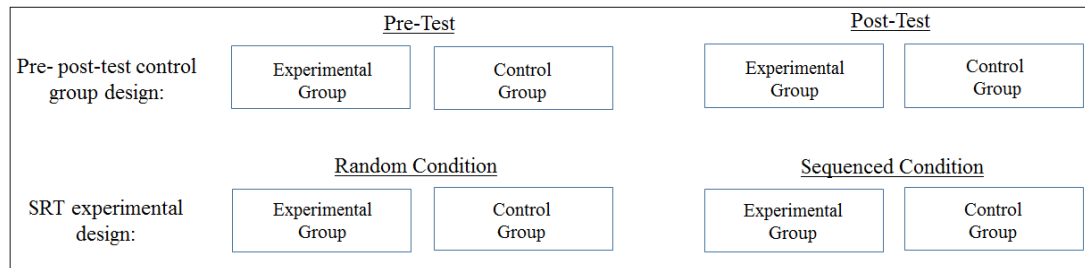 Pre-Test
Post-Test
Pre- post-test control
group design:
Experimental
Group
Control
Group
Experimental
Group
Control
Group
Random Condition
Sequenced Condition
SRT experimental
design:
Experimental
Group
Control
Group
Experimental
Group
Control
Group